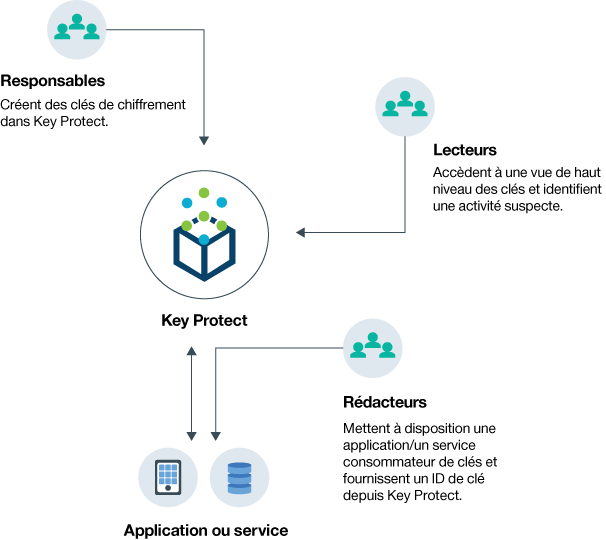 Responsables
Créent des clés de chiffrement
dans Key Protect.
Lecteurs
Accèdent à une vue de haut
niveau des clés et identifient
une activité suspecte.
Key Protect
Rédacteurs
Mettent à disposition une
application/un service
consommateur de clés et
fournissent un ID de clé
depuis Key Protect.
Application ou service